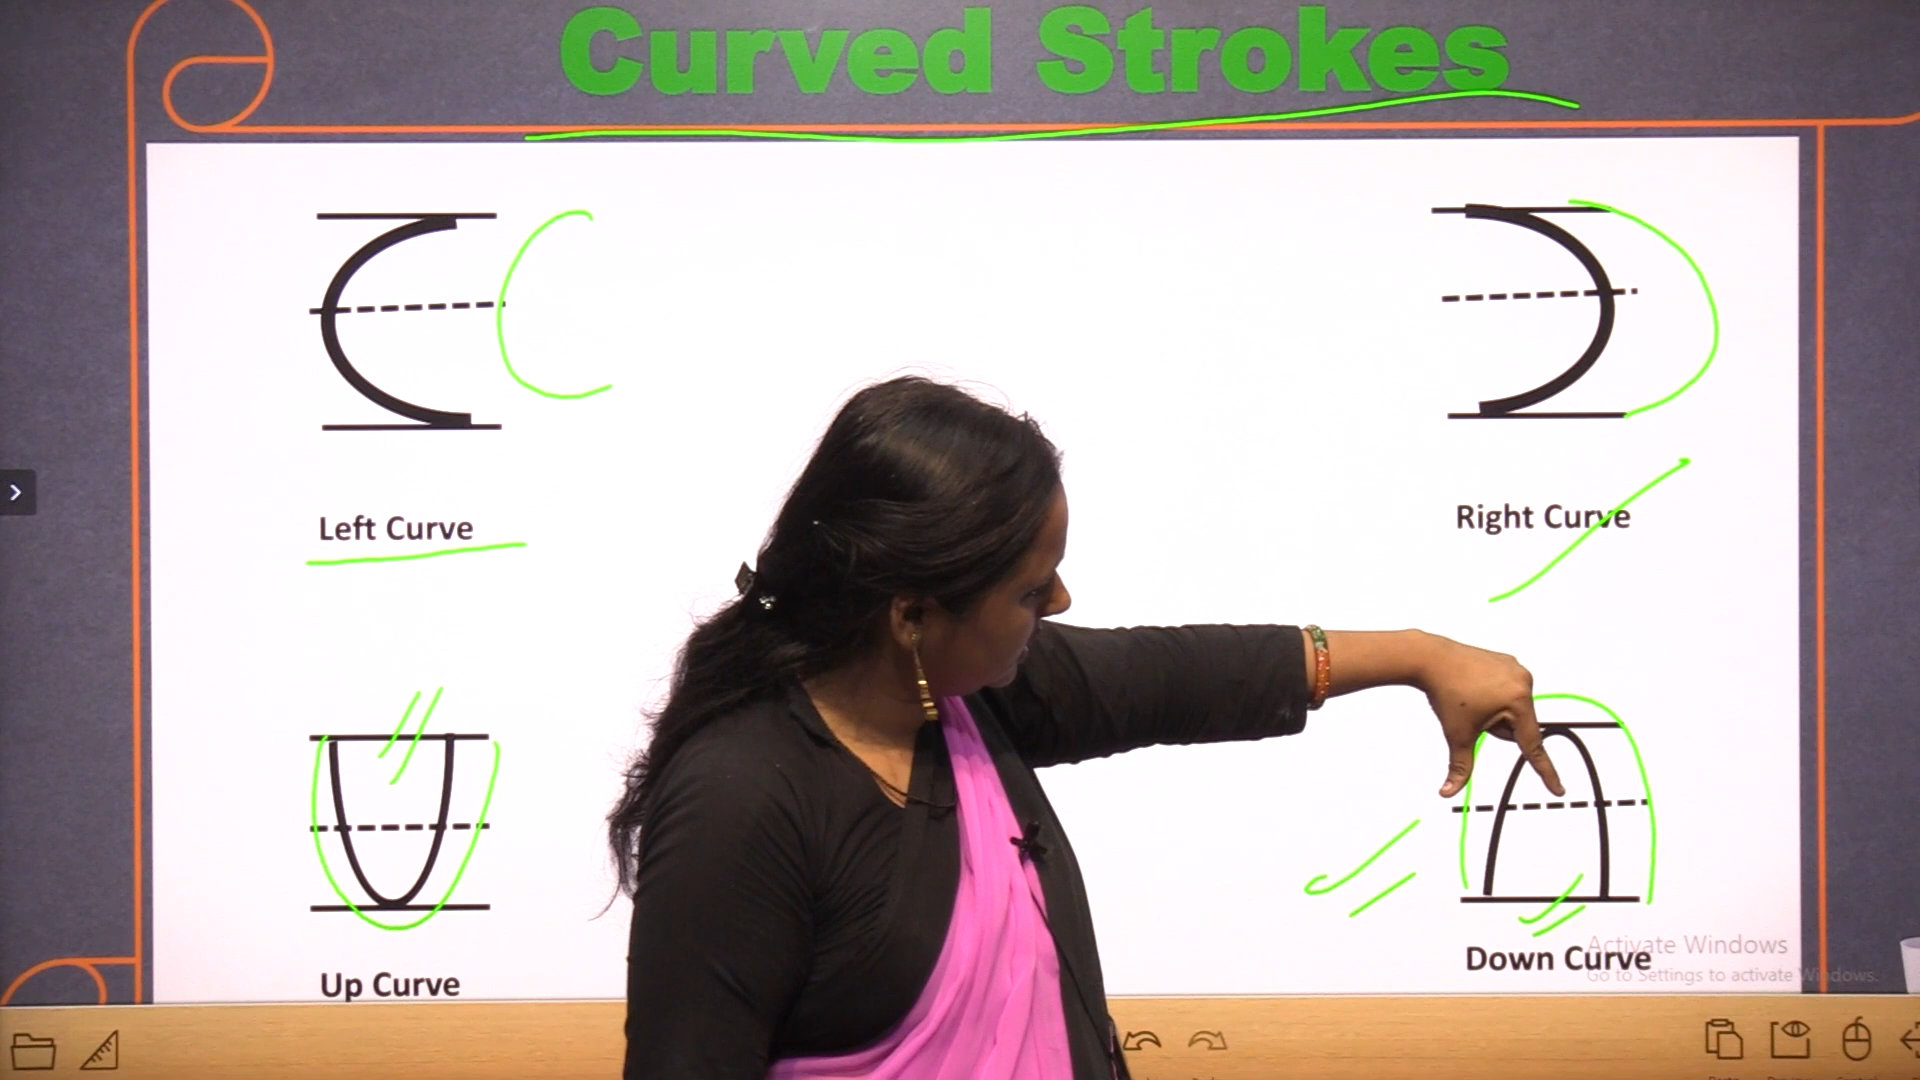 Curved Strokes
Left Curve
Right Curve
Up Curve
Down Curve
Activate Windows
Go to Settings to activate Windows.